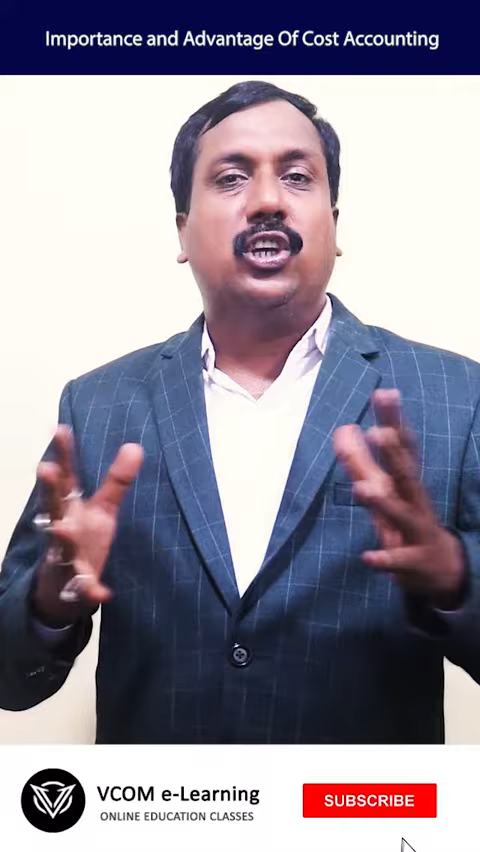 Importance and Advantage Of Cost Accounting
VCOM e-Learning
ONLINE EDUCATION CLASSES
SUBSCRIBE